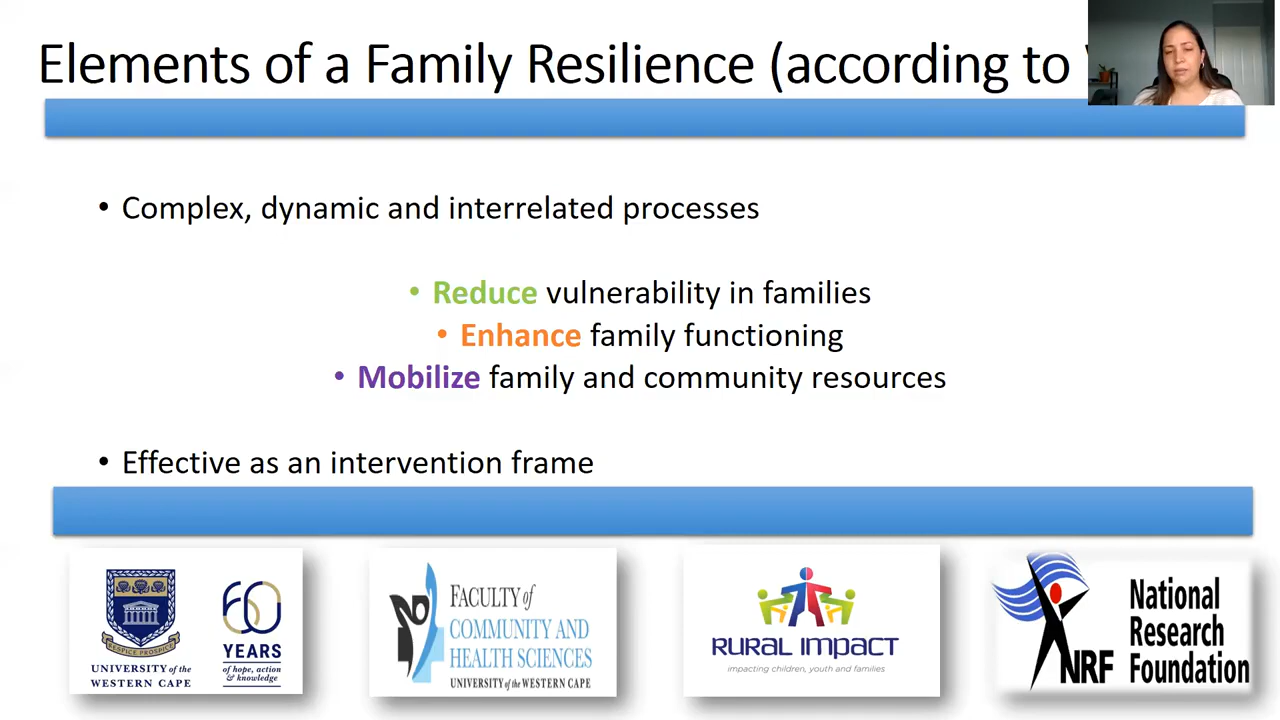 Elements of a Family Resilience (according to
• Complex, dynamic and interrelated processes
• Reduce vulnerability in families
• Enhance family functioning
• Mobilize family and community resources
• Effective as an intervention frame
RESPICE PROSPICE
UNIVERSITY of the
WESTERN CAPE
60
YEARS
of hope, action
& knowledge
FACULTY of
COMMUNITY AND
HEALTH SCIENCES
UNIVERSITY of the WESTERN CAPE
RURAL IMPACT
impacting children, youth and families
NRF
National
Research
Foundation